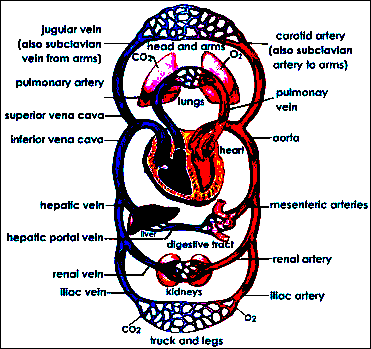 jugular vein
(also subclavian
vein from arms)
carotid artery
(also subclavian
artery to arms)
head and arms
CO2
O2
pulmonary artery
lungs
pulmonay
vein
superior vena cava
inferior vena cava
aorta
heart
hepatic vein
mesenteric arteries
liver
hepatic portal vein
digestive tract
renal vein
renal artery
iliac vein
kidneys
iliac artery
CO2
O2
truck and legs